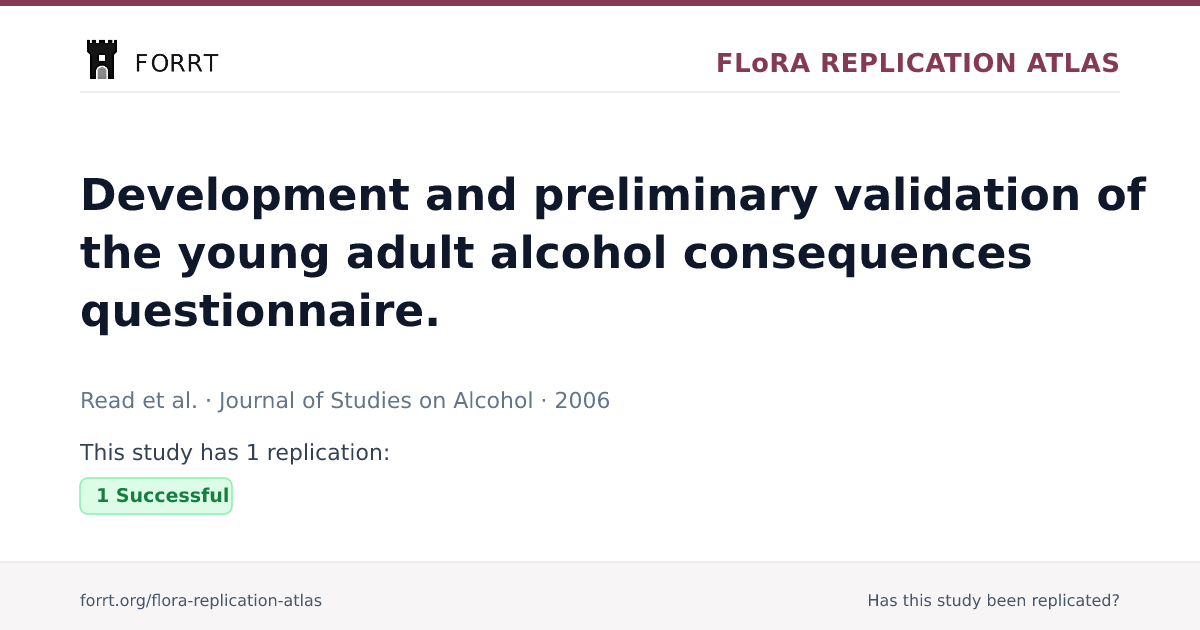 FORRT
FLoRA REPLICATION ATLAS
Development and preliminary validation of
the young adult alcohol consequences
questionnaire.
Read et al. · Journal of Studies on Alcohol · 2006
This study has 1 replication:
1 Successful
forrt.org/flora-replication-atlas
Has this study been replicated?